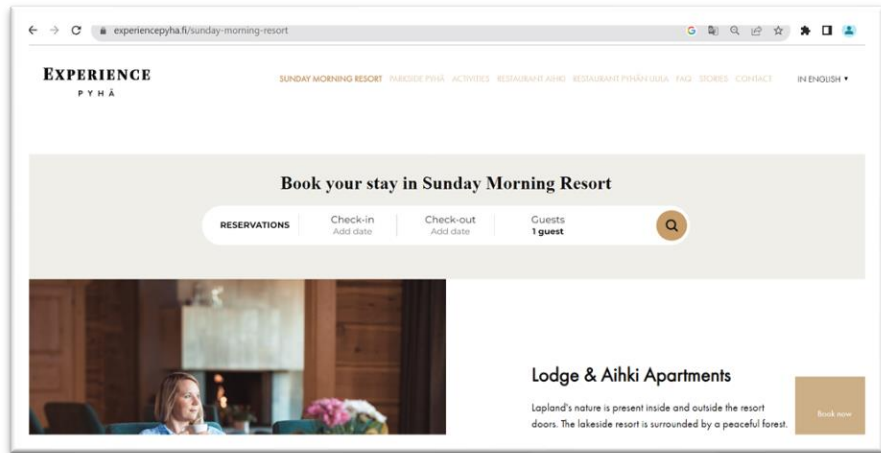 experiencepyha.fi/sunday-morning-resort
EXPERIENCE
PYHÄ
SUNDAY MORNING RESORT PARKSIDE PYHÄ ACTIVITIES RESTAURANT AIHKI RESTAURANT PYHÄN UULA FAQ STORIES CONTACT IN ENGLISH
Book your stay in Sunday Morning Resort
RESERVATIONS Check-in Check-out Guests
Add date Add date 1 guest
Lodge & Aihki Apartments
Lapland's nature is present inside and outside the resort
doors. The lakeside resort is surrounded by a peaceful forest.
Book now